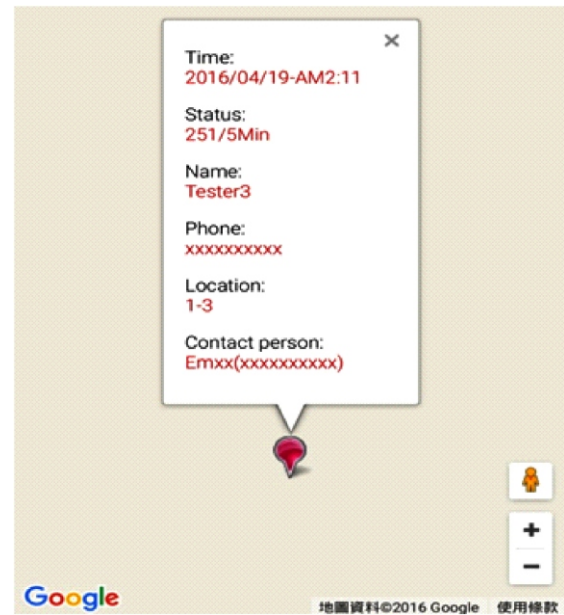 Time:
2016/04/19-AM2:11
Status:
251/5Min
Name:
Tester3
Phone:
xxxxxxxxxx
Location:
1-3
Contact person:
Emxx(xxxxxxxxxx)
Google
地圖資料©2016 Google 使用條款